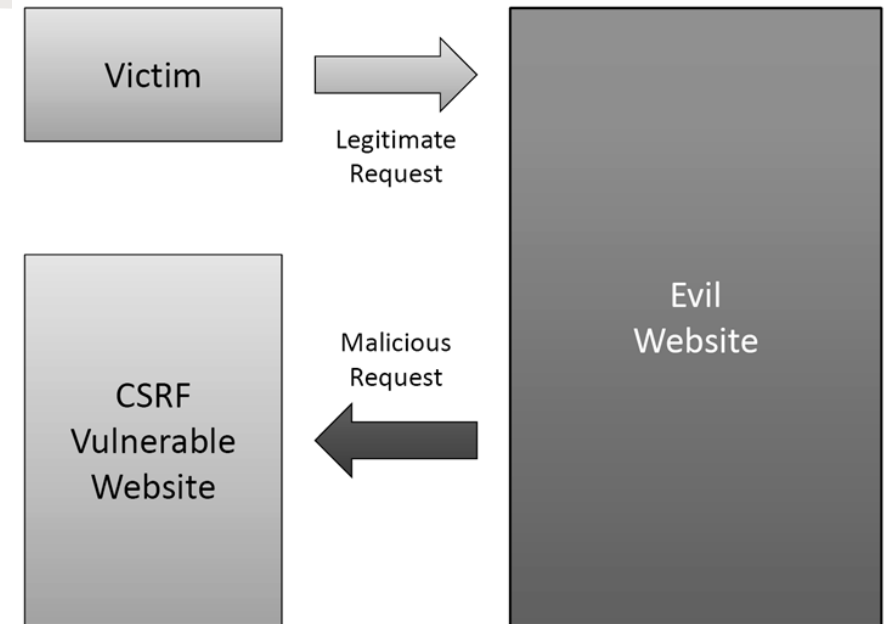 Victim
Legitimate
Request
Evil
Website
Malicious
Request
CSRF
Vulnerable
Website